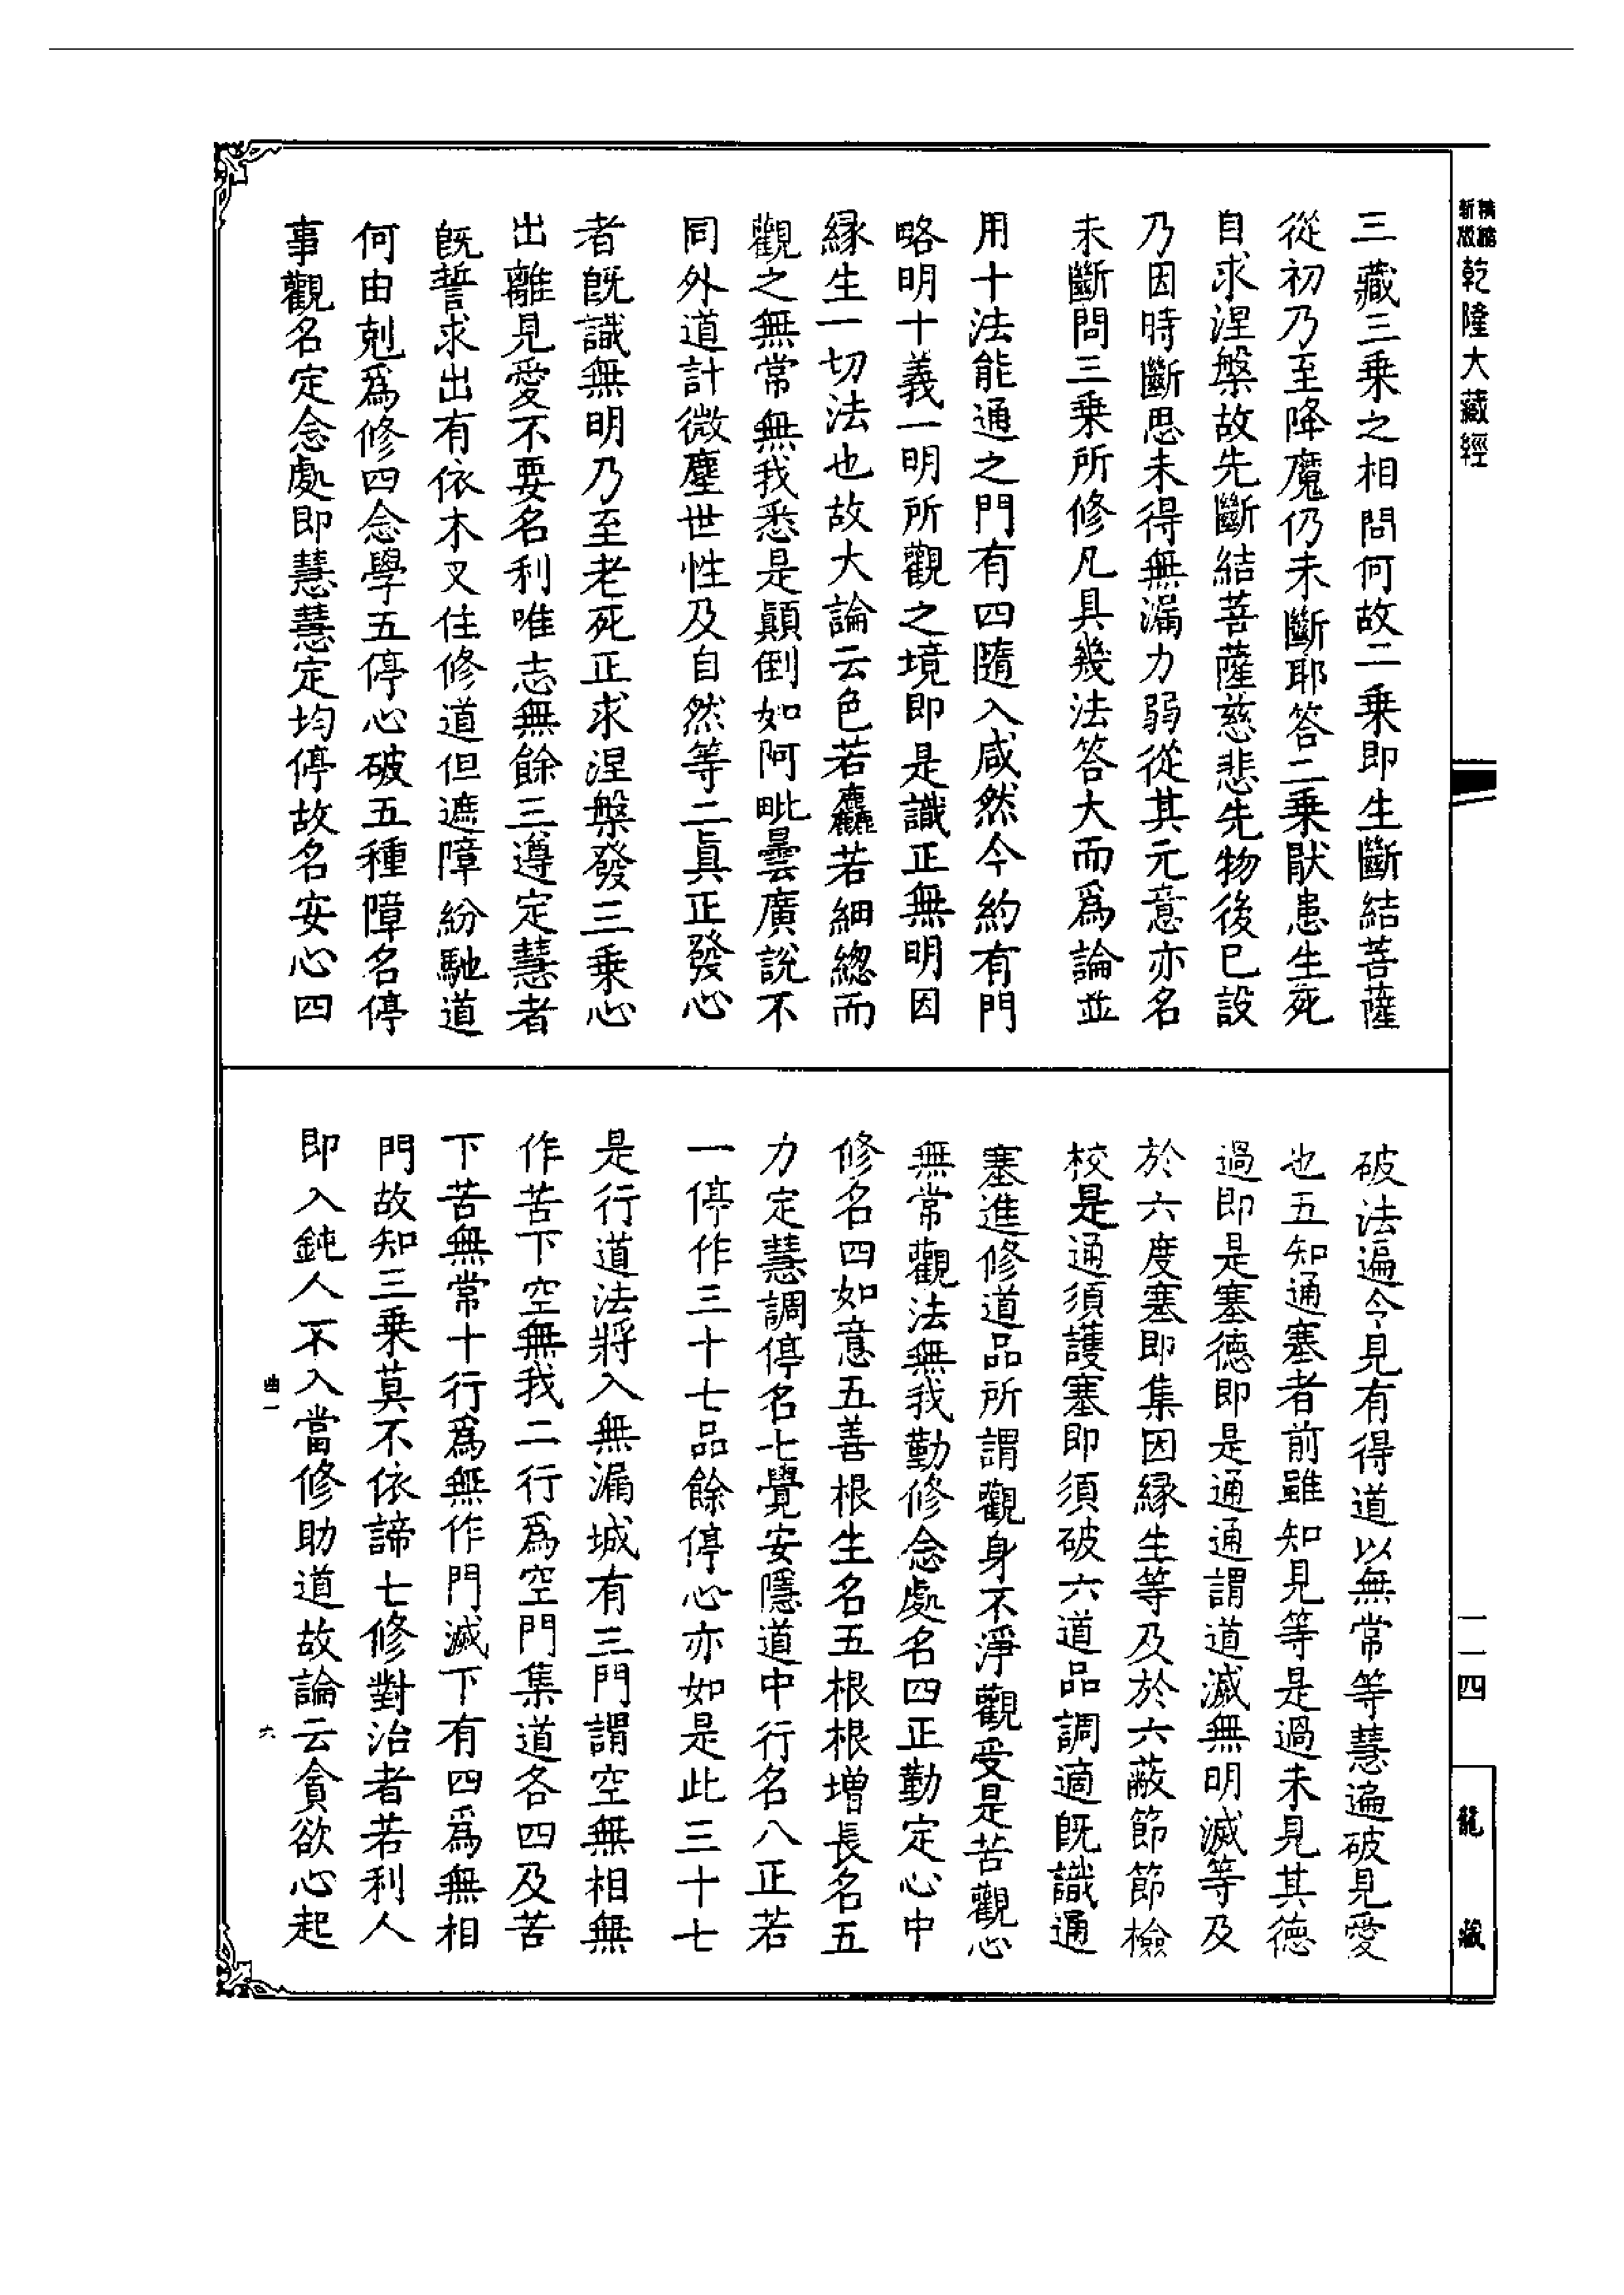 新版精縮乾隆大藏經
三藏三乘之相問何故二乘即生斷結菩薩
從初乃至降魔仍未斷耶答二乘猒患生死
自求涅槃故先斷結菩薩慈悲先物後已設
乃因時斷思未得無漏力弱從其元意亦名
未斷問三乘所修凡具幾法答大而爲論並
用十法能通之門有四隨入咸然今約有門
略明十義一明所觀之境即是識正無明因
緣生一切法也故大論云色若麤若細緫而
觀之無常無我悉是顚倒如阿毗曇廣說不
同外道計微塵世性及自然等二眞正發心
者旣識無明乃至老死正求涅槃發三乘心
出離見愛不要名利唯志無餘三遵定慧者
旣誓求出有依木叉住修道但遮障紛馳道
何由剋爲修四念學五停心破五種障名停
事觀名定念處即慧慧定均停故名安心四
破法遍今見有得道以無常等慧遍破見愛
也五知通塞者前雖知見等是過未見其德
過即是塞德即是通通謂道滅無明滅等及
於六度塞即集因緣生等及於六蔽節節檢
校是通須護塞即須破六道品調適旣識通
塞進修道品所謂觀身不淨觀受是苦觀心
無常觀法無我勤修念處名四正勤定心中
修名四如意五善根生名五根根增長名五
力定慧調停名七覺安隱道中行名八正若
一停作三十七品餘停心亦如是此三十七
是行道法將入無漏城有三門謂空無相無
作苦下空無我二行爲空門集道各四及苦
下苦無常十行爲無作門滅下有四爲無相
門故知三乘莫不依諦七修對治者若利人
即入鈍人不入當修助道故論云貪欲心起
幽一
六
一一四
龍藏